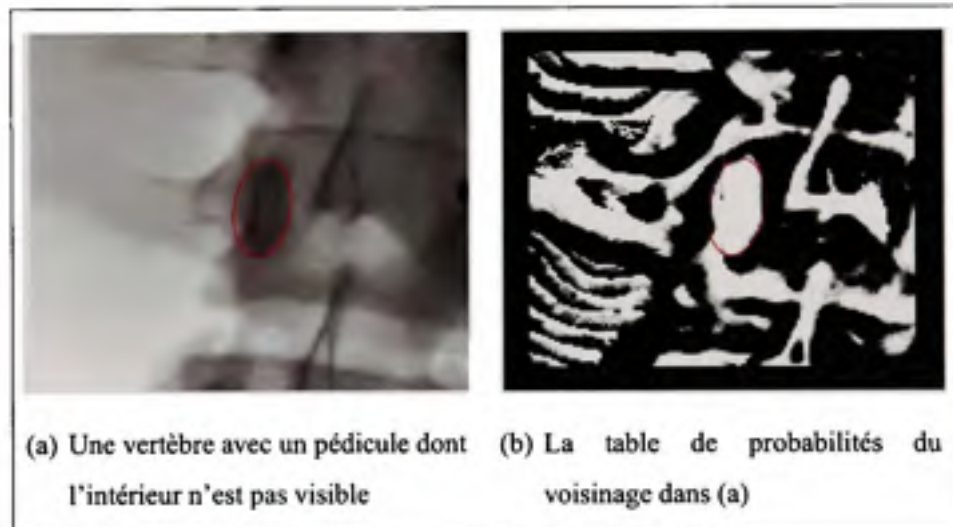 (a) Une vertèbre avec un pédicule dont
l'intérieur n'est pas visible
(b) La table de probabilités du
voisinage dans (a)